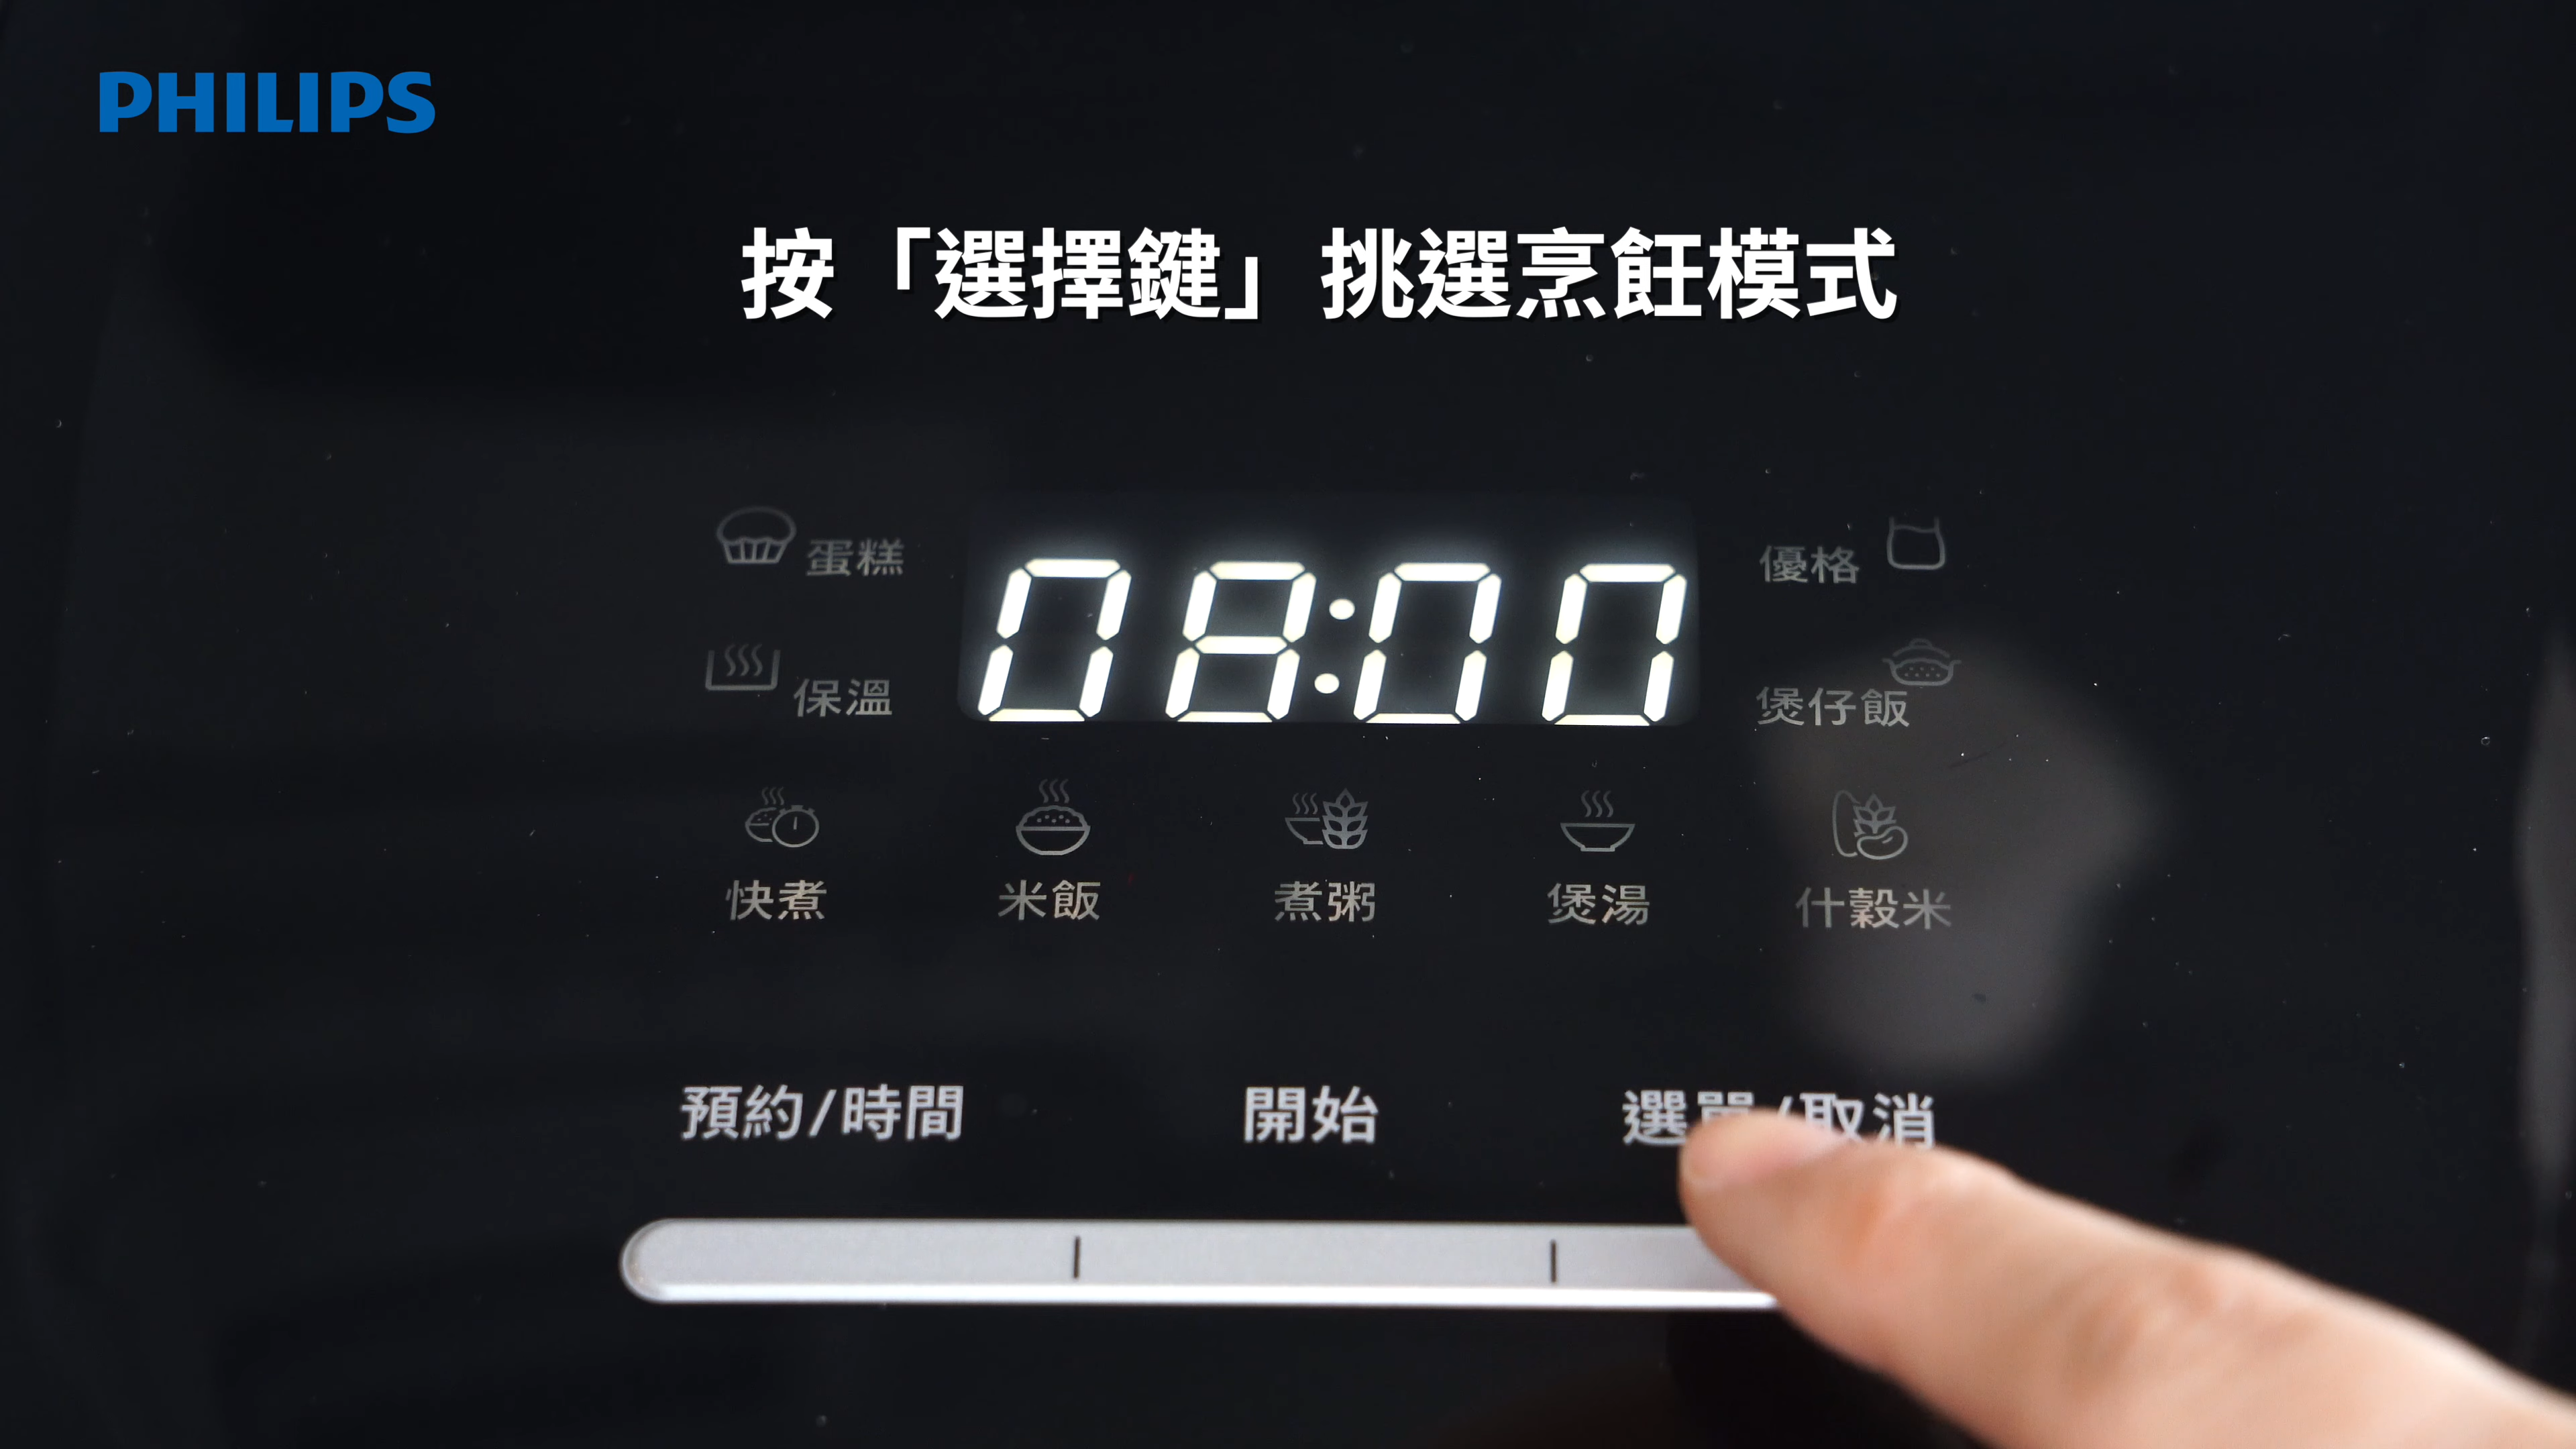 PHILIPS
按「選擇鍵」挑選烹飪模式
蛋糕
08:00
優格
保溫
煲仔飯
快煮 米飯 煮粥 煲湯 什穀米
預約/時間 開始 選單/取消